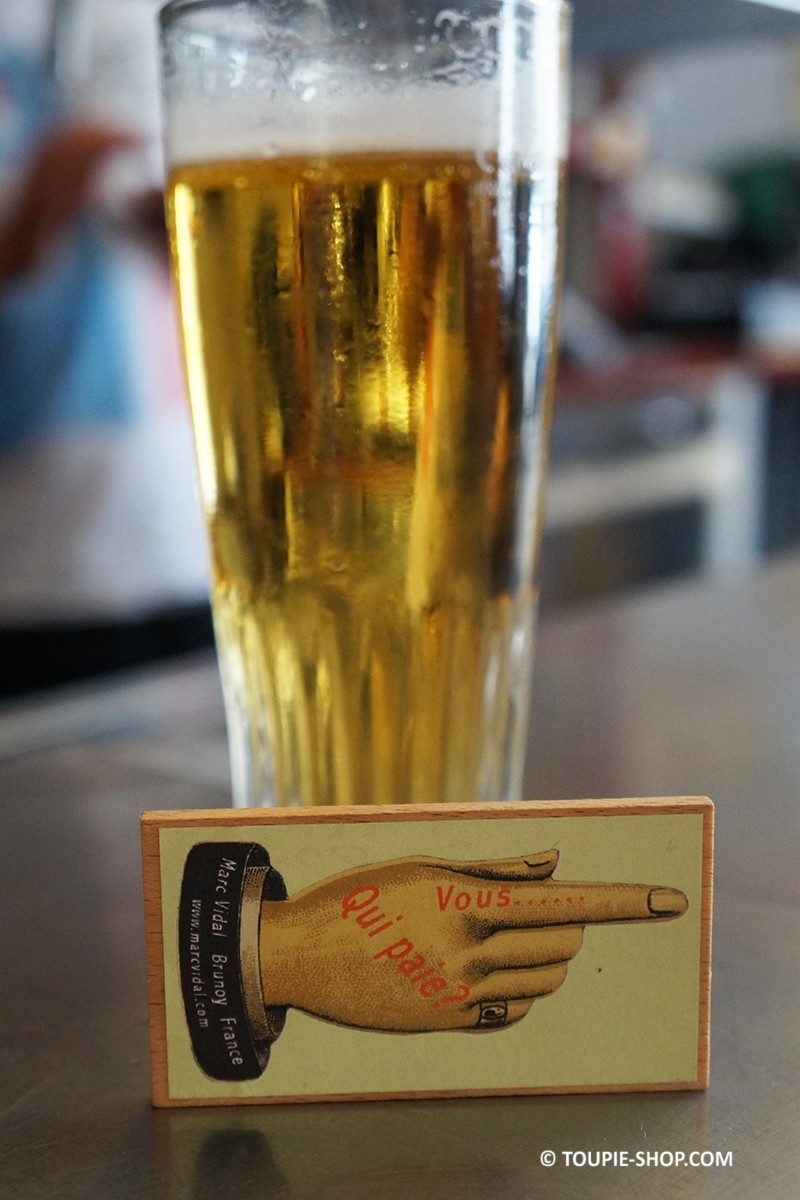 Marc Vidal Brunoy France
www.marcvidal.com
Qui paie?
Vous.......
© TOUPIE-SHOP.COM